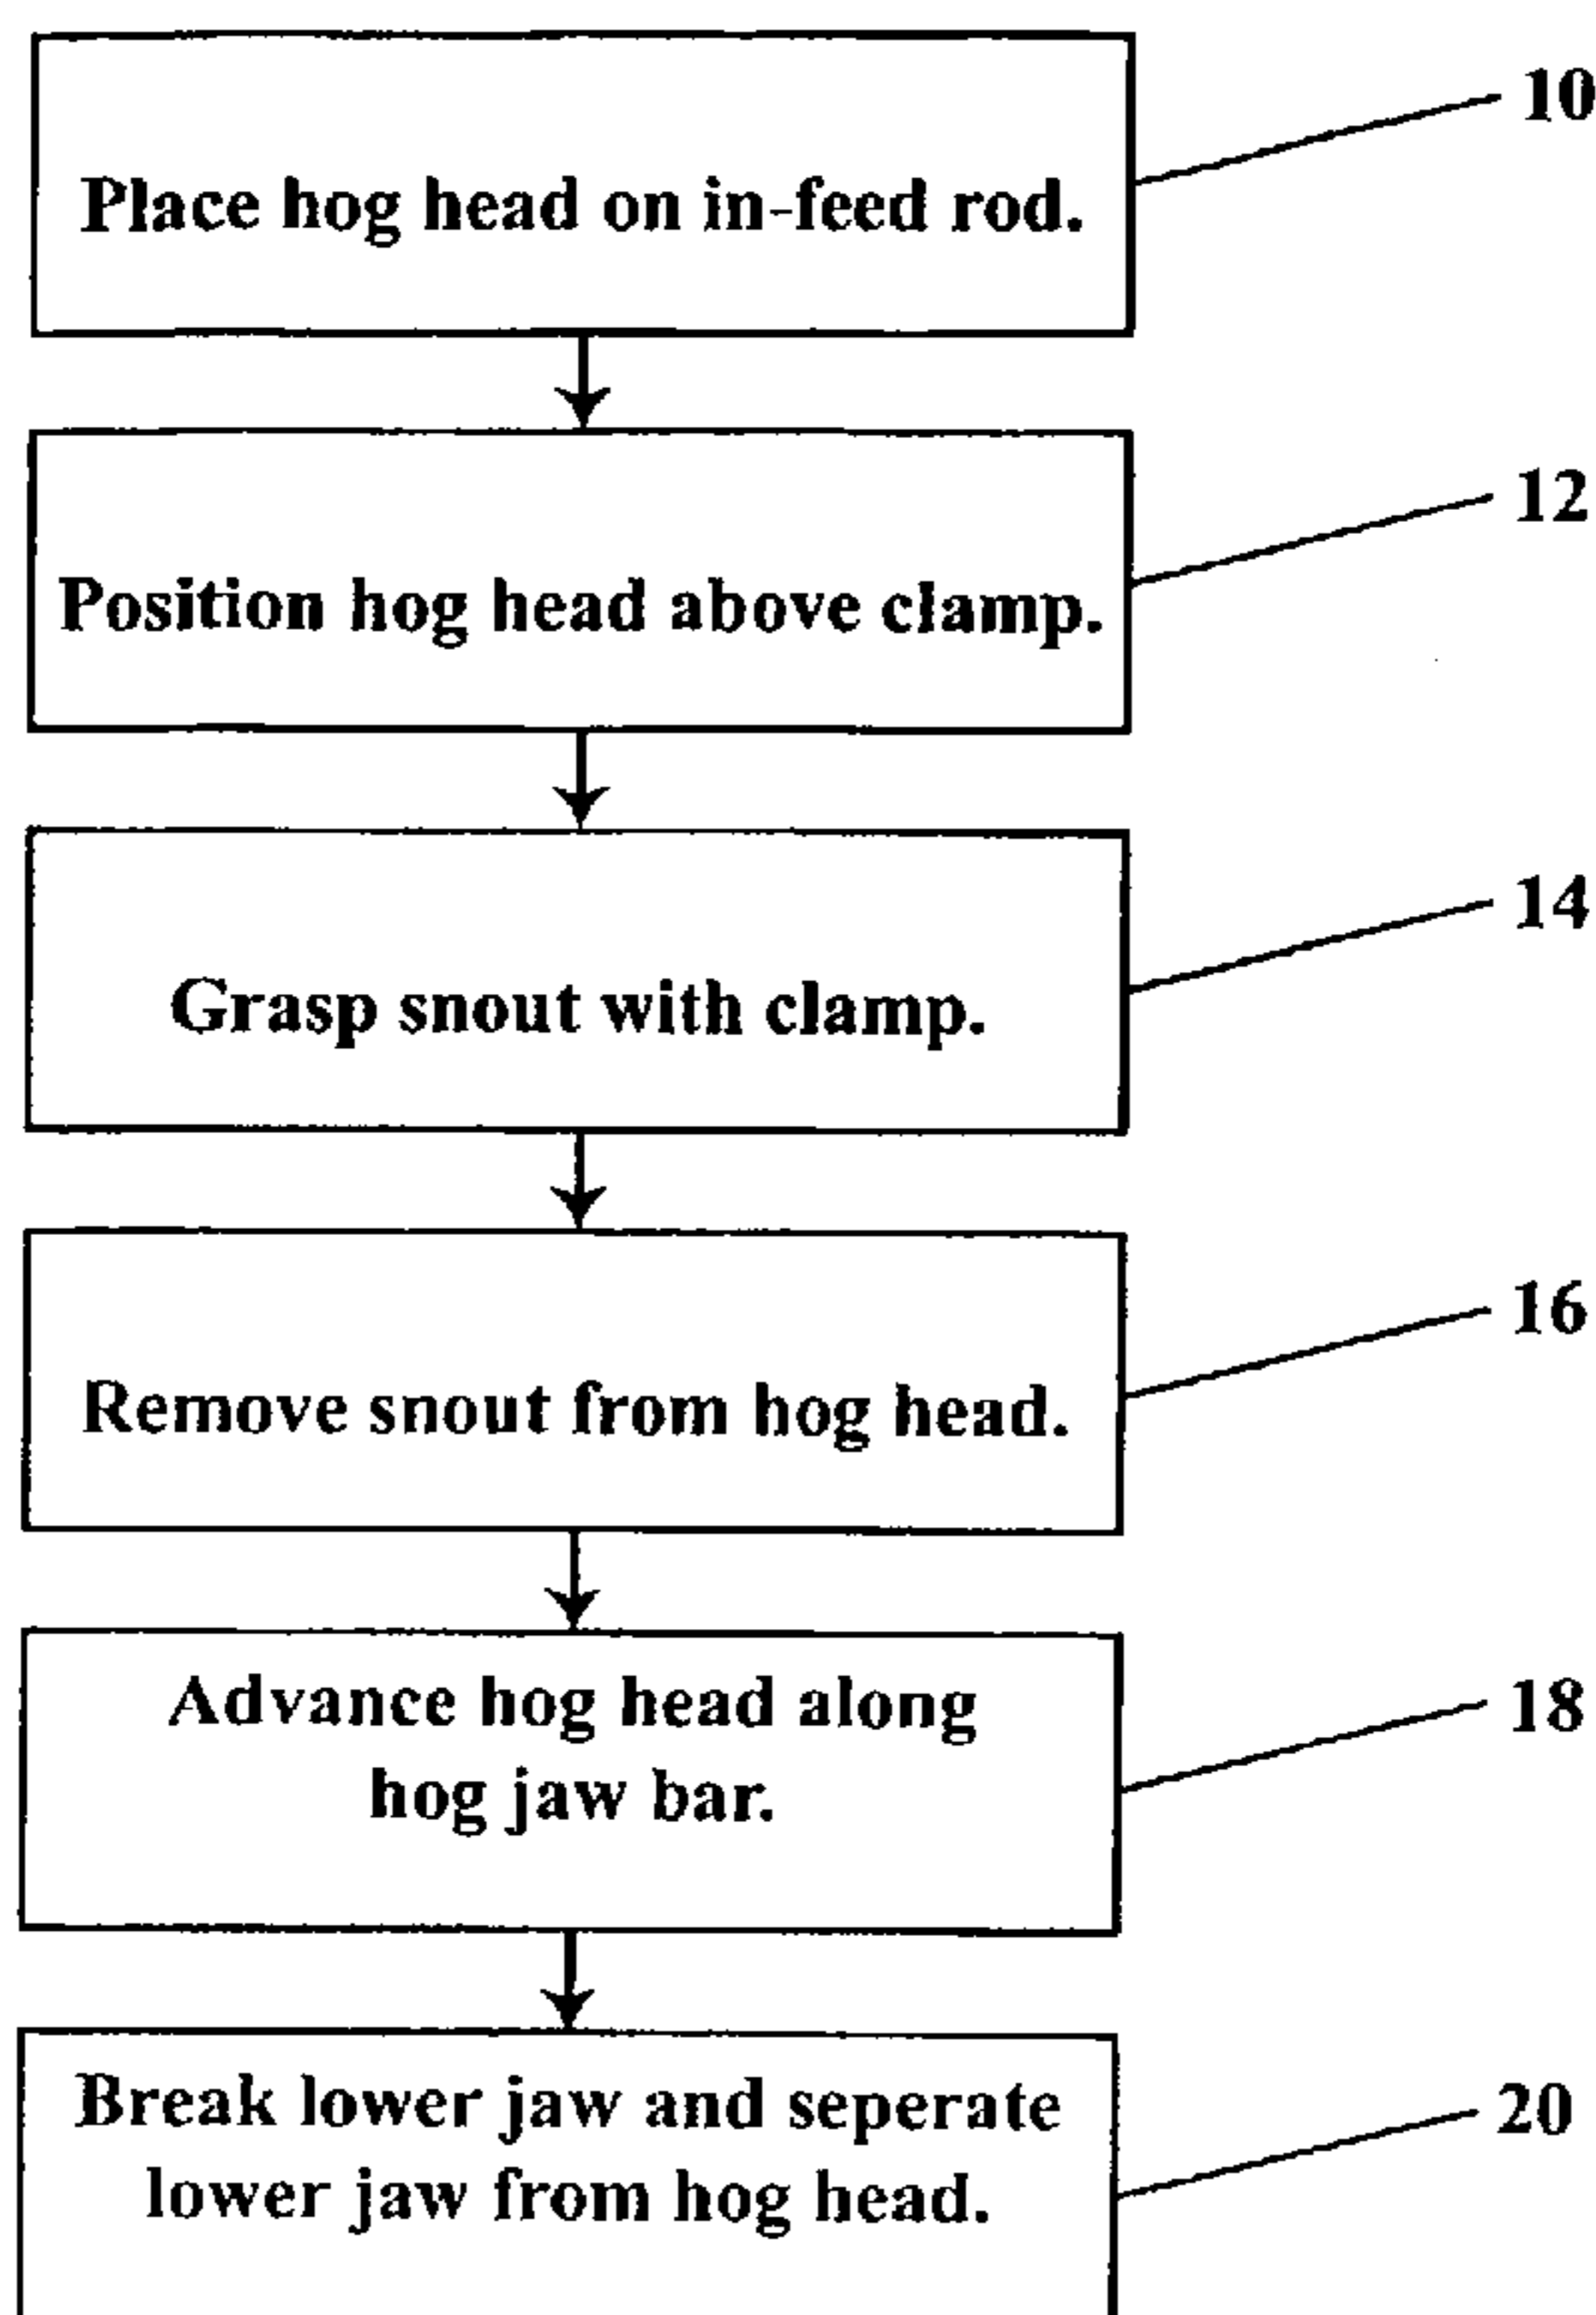 Place hog head on in-feed rod.
10
Position hog head above clamp.
12
Grasp snout with clamp.
14
Remove snout from hog head.
16
Advance hog head along
hog jaw bar.
18
Break lower jaw and seperate
lower jaw from hog head.
20